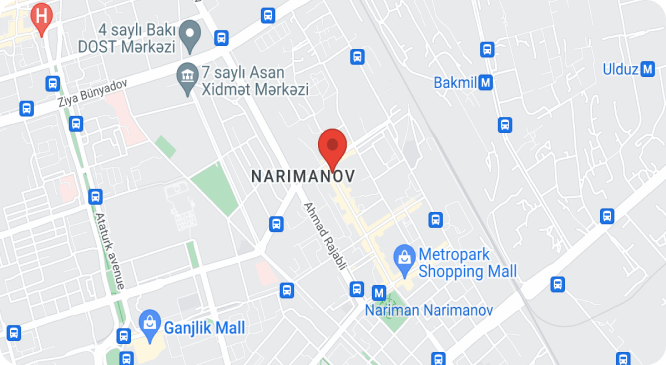 H
4 saylı Bakı
DOST Mərkəzi
7 saylı Asan
Xidmət Mərkəzi
Ziya Bünyadov
Bakmil M
Ulduz M
NARIMANOV
Ahmad Rajabli
Ataturk avenue
Metropark
Shopping Mall
M
Nariman Narimanov
Ganjlik Mall